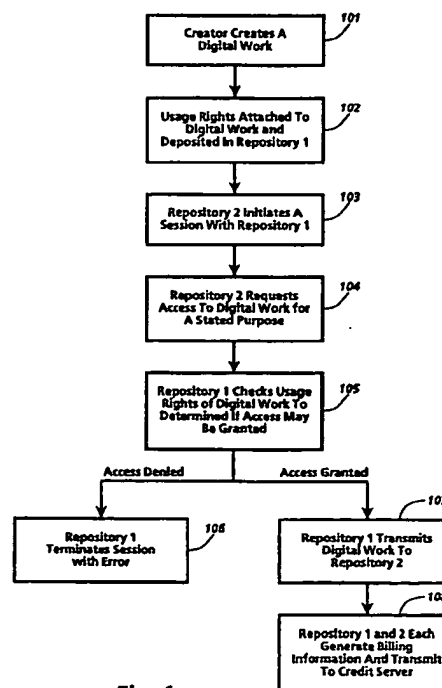 101
Creator Creates A
Digital Work
102
Usage Rights Attached To
Digital Work and
Deposited In Repository 1
103
Repository 2 Initiates A
Session With Repository 1
104
Repository 2 Requests
Access To Digital Work for
A Stated Purpose
105
Repository 1 Checks Usage
Rights of Digital Work To
Determined If Access May
Be Granted
Access Denied
Access Granted
106
Repository 1
Terminates Session
with Error
Repository 1 Transmits
Digital Work To
Repository 2
Repository 1 and 2 Each
Generate Billing
Information And Transmit
To Credit Server